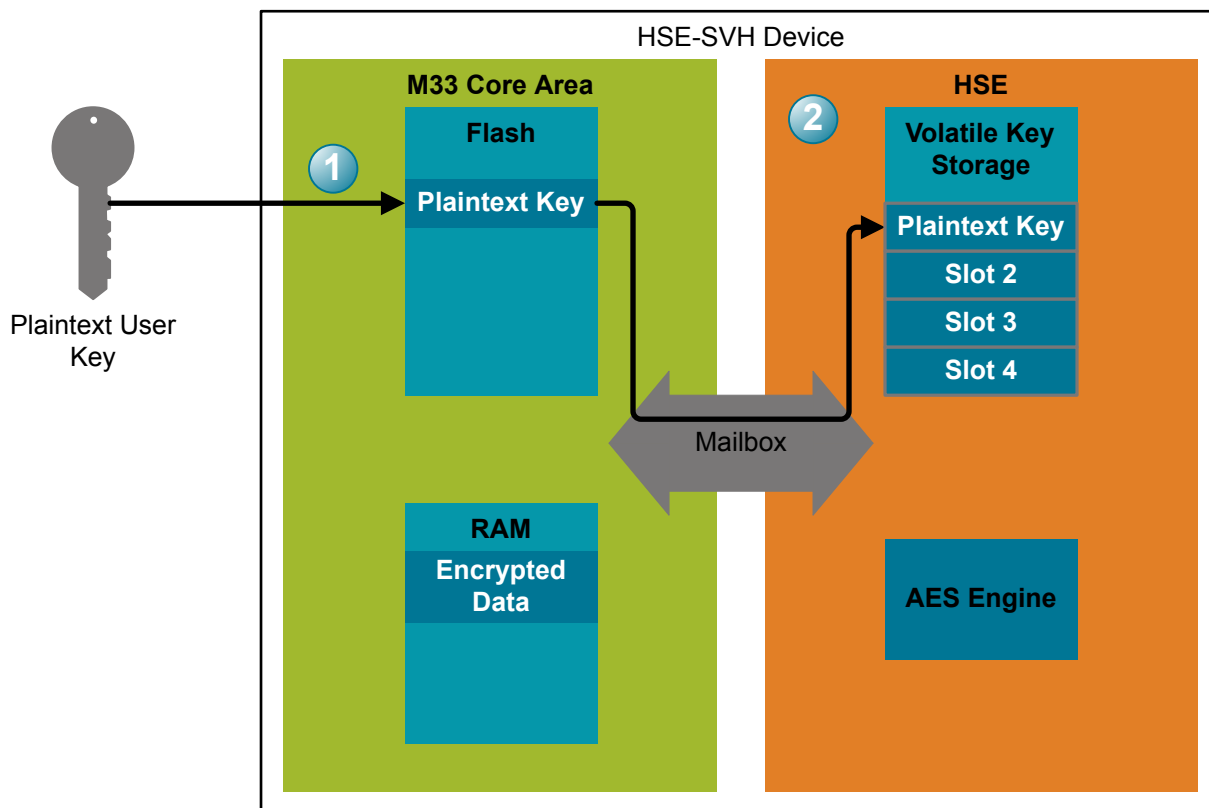 HSE-SVH Device
M33 Core Area
HSE
Flash
Plaintext Key
1
2
Volatile Key
Storage
Plaintext Key
Slot 2
Slot 3
Slot 4
Plaintext User
Key
Mailbox
RAM
Encrypted
Data
AES Engine